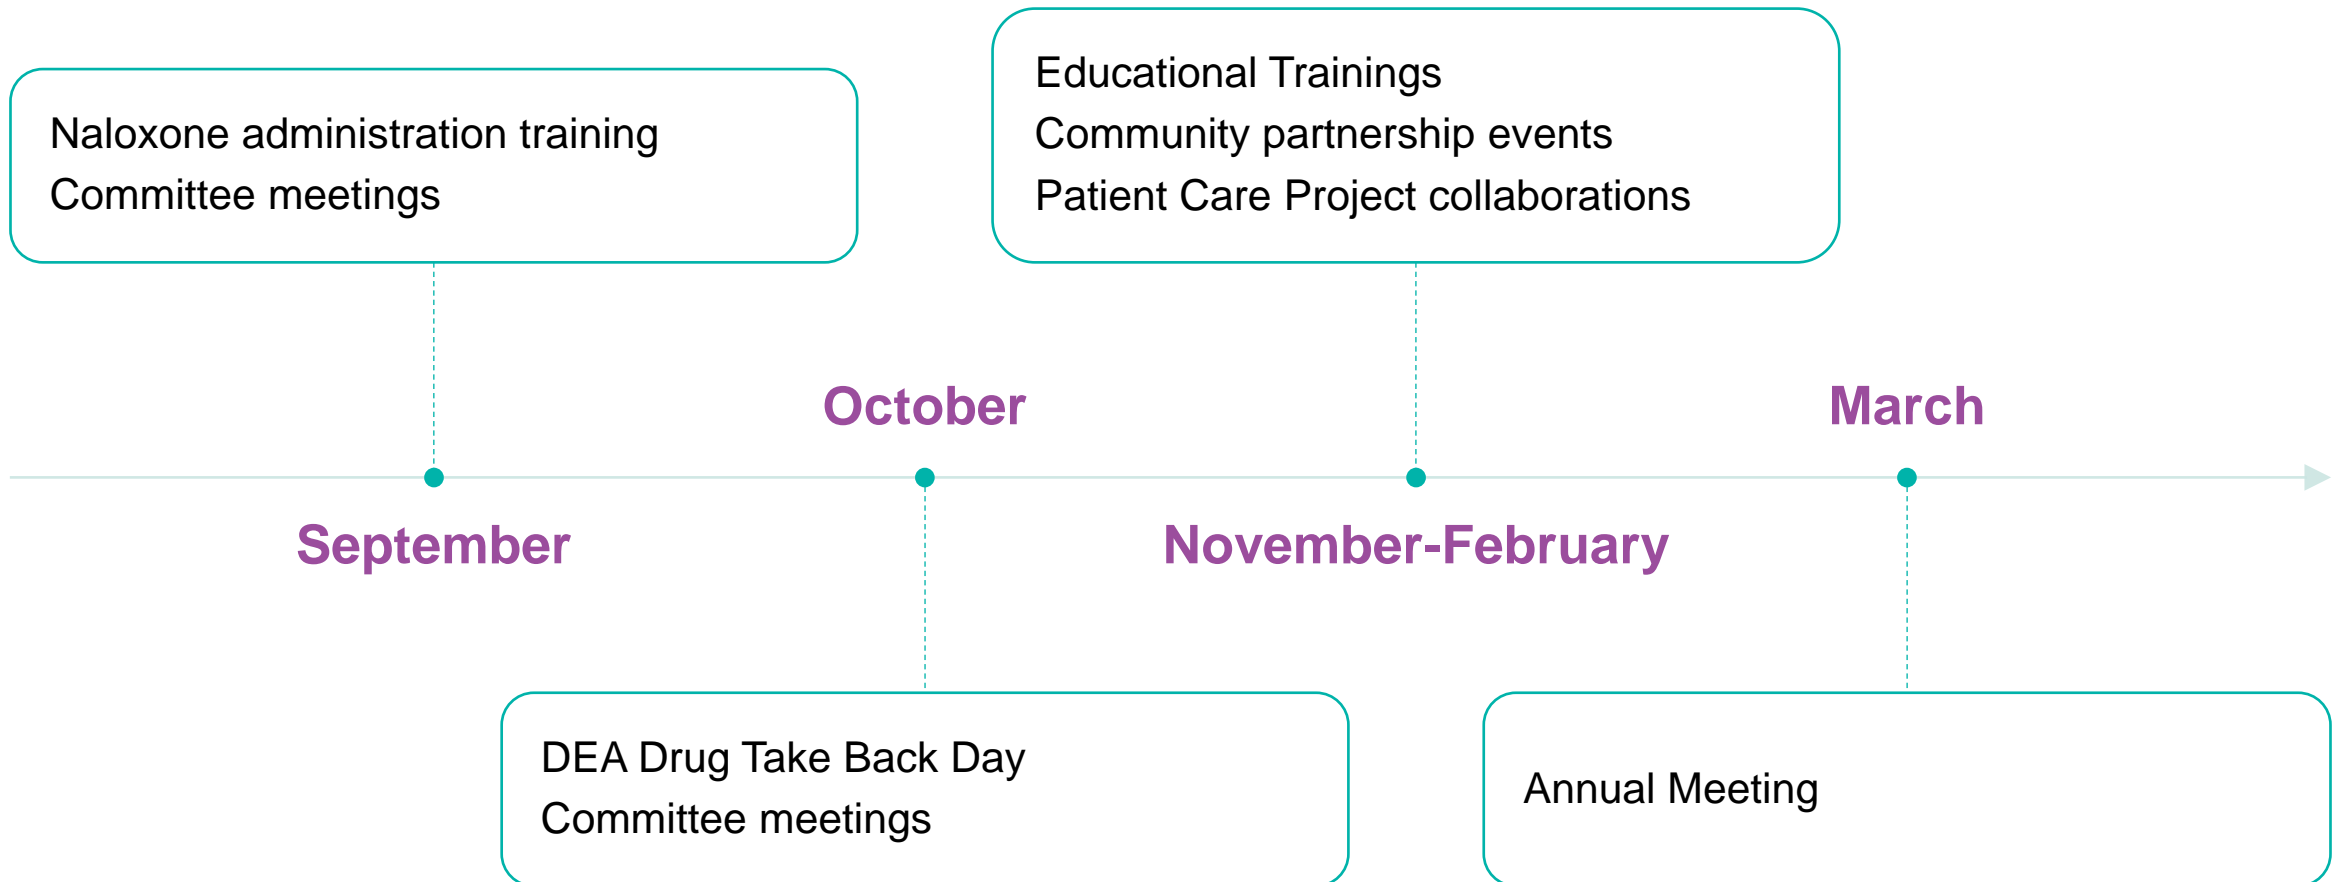 Naloxone administration training
Committee meetings
September
October
DEA Drug Take Back Day
Committee meetings
Educational Trainings
Community partnership events
Patient Care Project collaborations
November-February
March
Annual Meeting